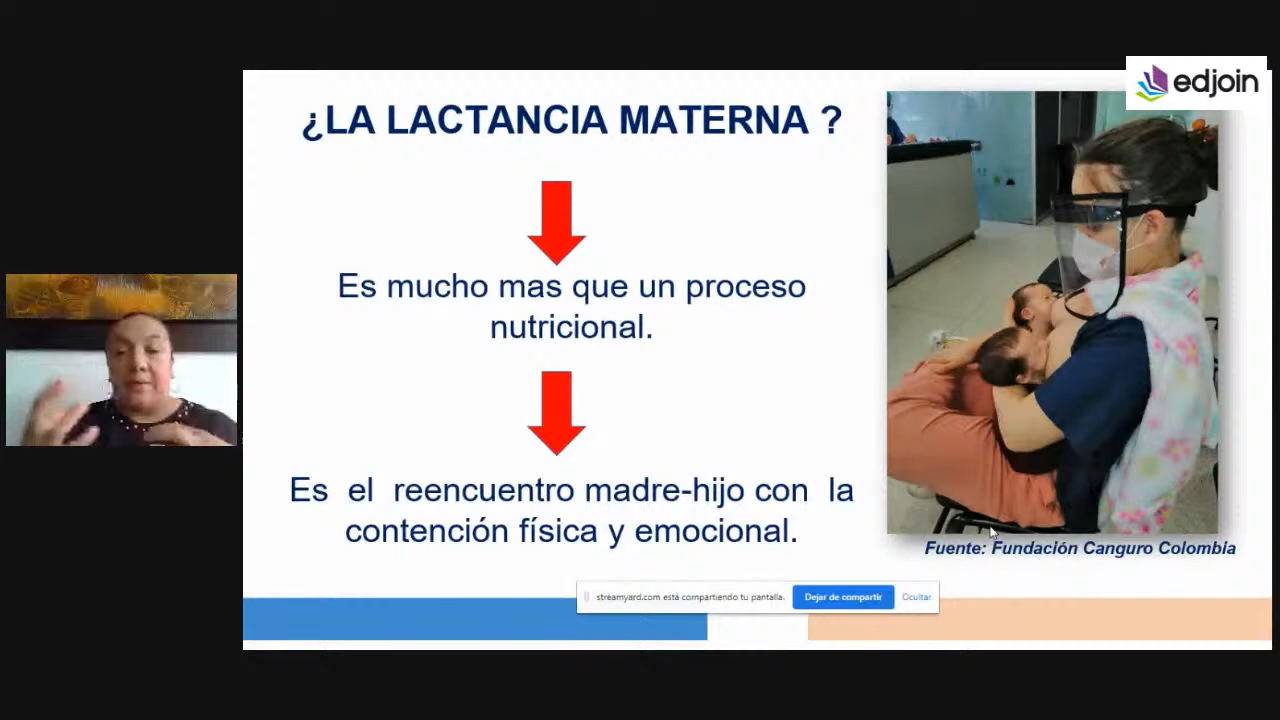 edjoin
¿LA LACTANCIA MATERNA ?
Es mucho mas que un proceso
nutricional.
Es el reencuentro madre-hijo con la
contención física y emocional.
Fuente: Fundación Canguro Colombia
streamyard.com está compartiendo tu pantalla.
Dejar de compartir
Ocultar